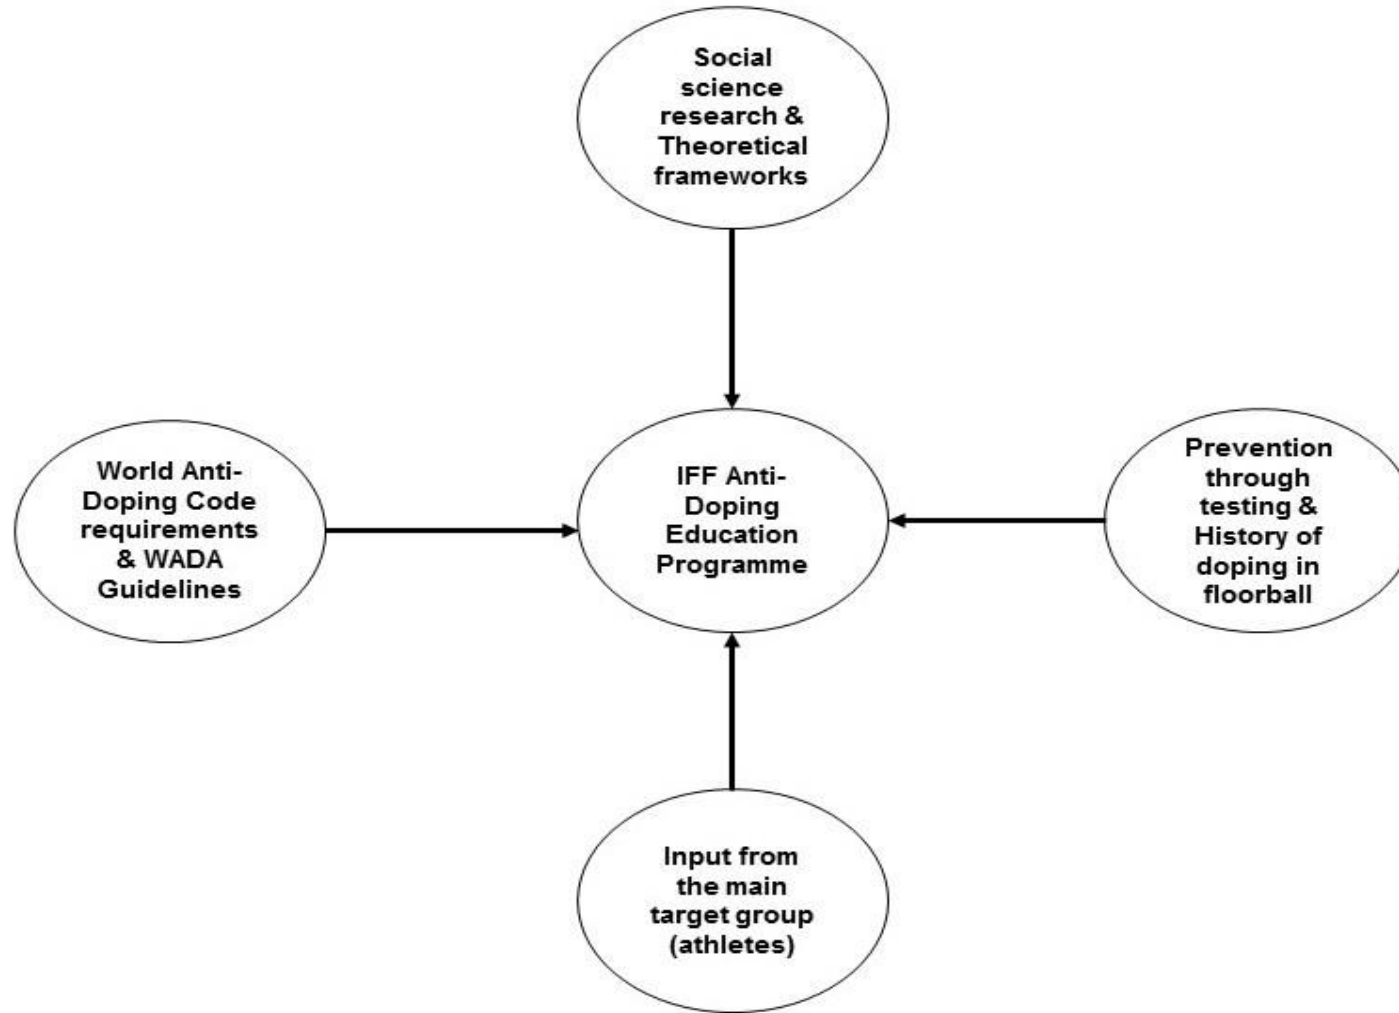 Social
science
research &
Theoretical
frameworks
World Anti-
Doping Code
requirements
& WADA
Guidelines
IFF Anti-
Doping
Education
Programme
Prevention
through
testing &
History of
doping in
floorball
Input from
the main
target group
(athletes)